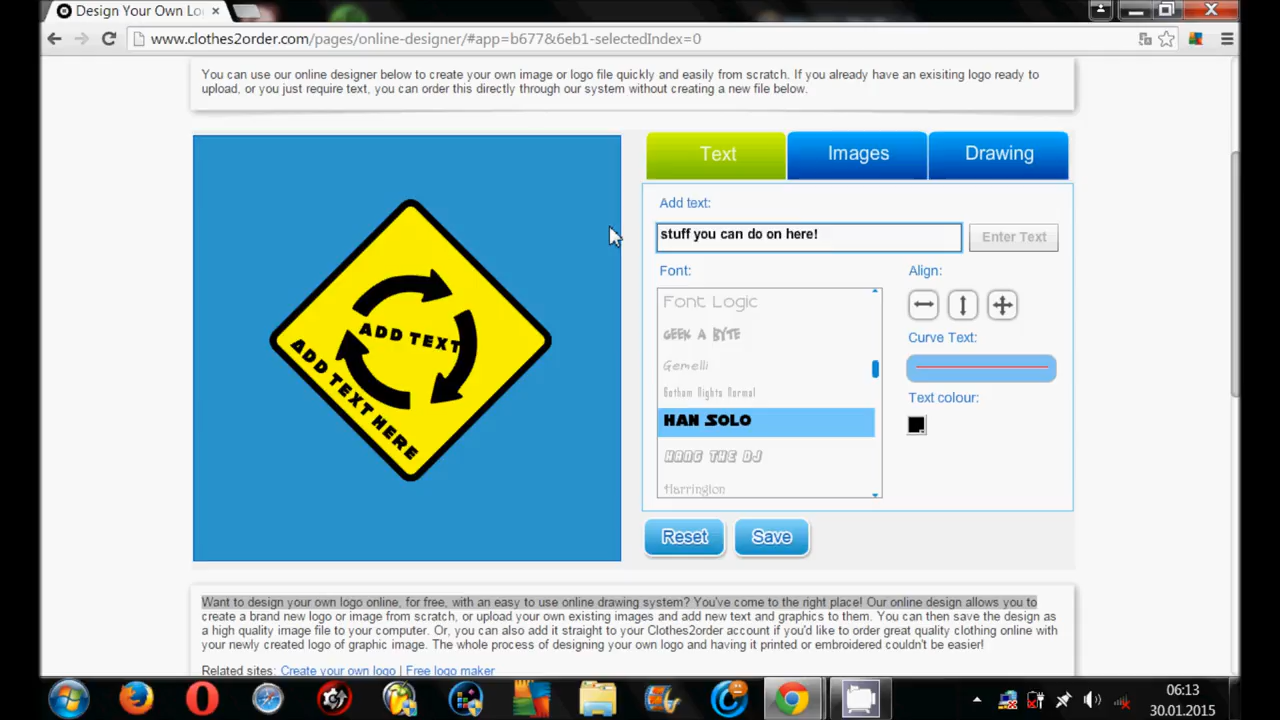 Design Your Own Lo
www.clothes2order.com/pages/online-designer/#app=b677&6eb1-selectedIndex=0
You can use our online designer below to create your own image or logo file quickly and easily from scratch. If you already have an exisiting logo ready to
upload, or you just require text, you can order this directly through our system without creating a new file below.
Text
Images
Drawing
Add text:
stuff you can do on here!
Enter Text
Font:
Align:
Font Logic
GEEK A BYTE
Gemelli
Gotham Nights Normal
HAN SOLO
HANG THE DJ
Harrington
Curve Text:
Text colour:
ADD TEXT
ADD TEXT HERE
Reset
Save
Want to design your own logo online, for free, with an easy to use online drawing system? You've come to the right place! Our online design allows you to
create a brand new logo or image from scratch, or upload your own existing images and add new text and graphics to them. You can then save the design as
a high quality image file to your computer. Or, you can also add it straight to your Clothes2order account if you'd like to order great quality clothing online with
your newly created logo of graphic image. The whole process of designing your own logo and having it printed or embroidered couldn't be easier!
Related sites: Create your own logo | Free logo maker
06:13
30.01.2015